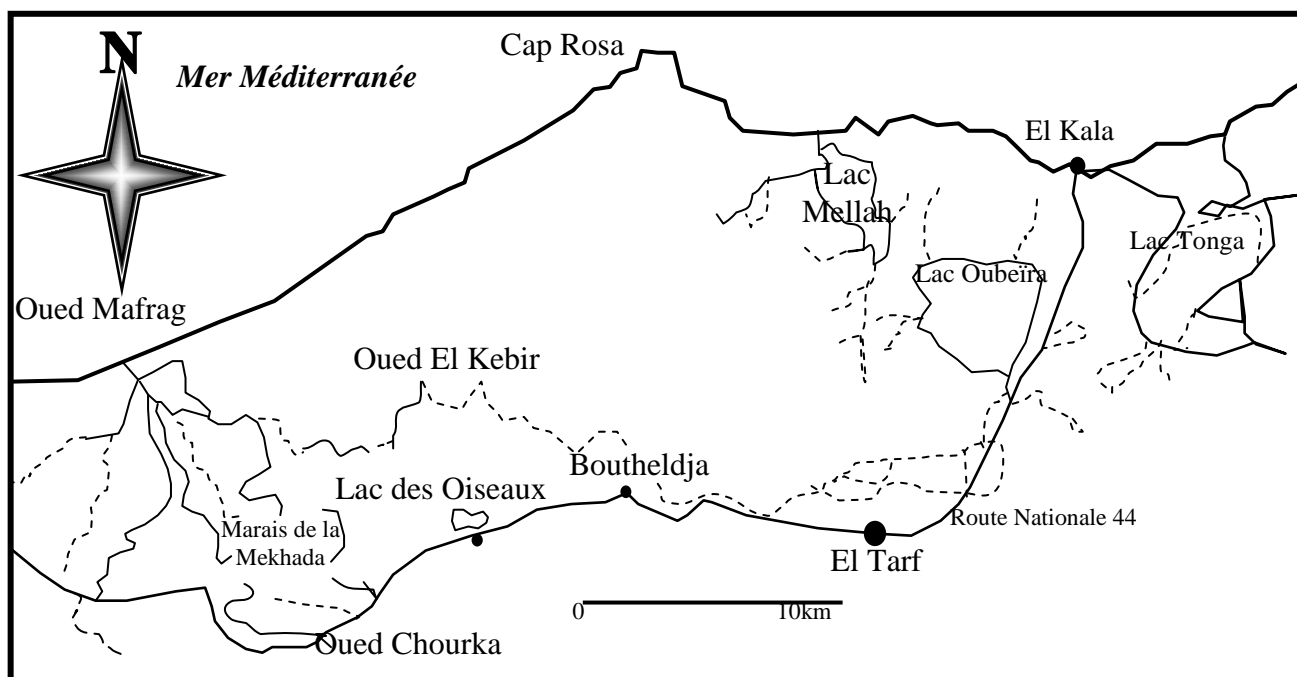 N
Mer Méditerranée
Cap Rosa
El Kala
Lac
Mellah
Lac Tonga
Lac Oubeïra
Oued Mafrag
Oued El Kebir
Boutheldja
Lac des Oiseaux
Marais de la
Mekhada
Route Nationale 44
El Tarf
0 10km
Oued Chourka